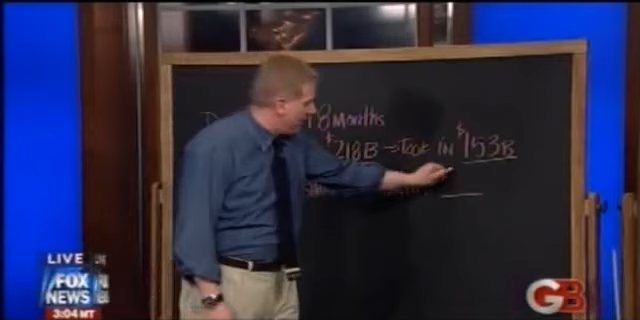 18 Months
$218B → Took in $153B
LIVE
FOX
NEWS
3:04 MT
GB